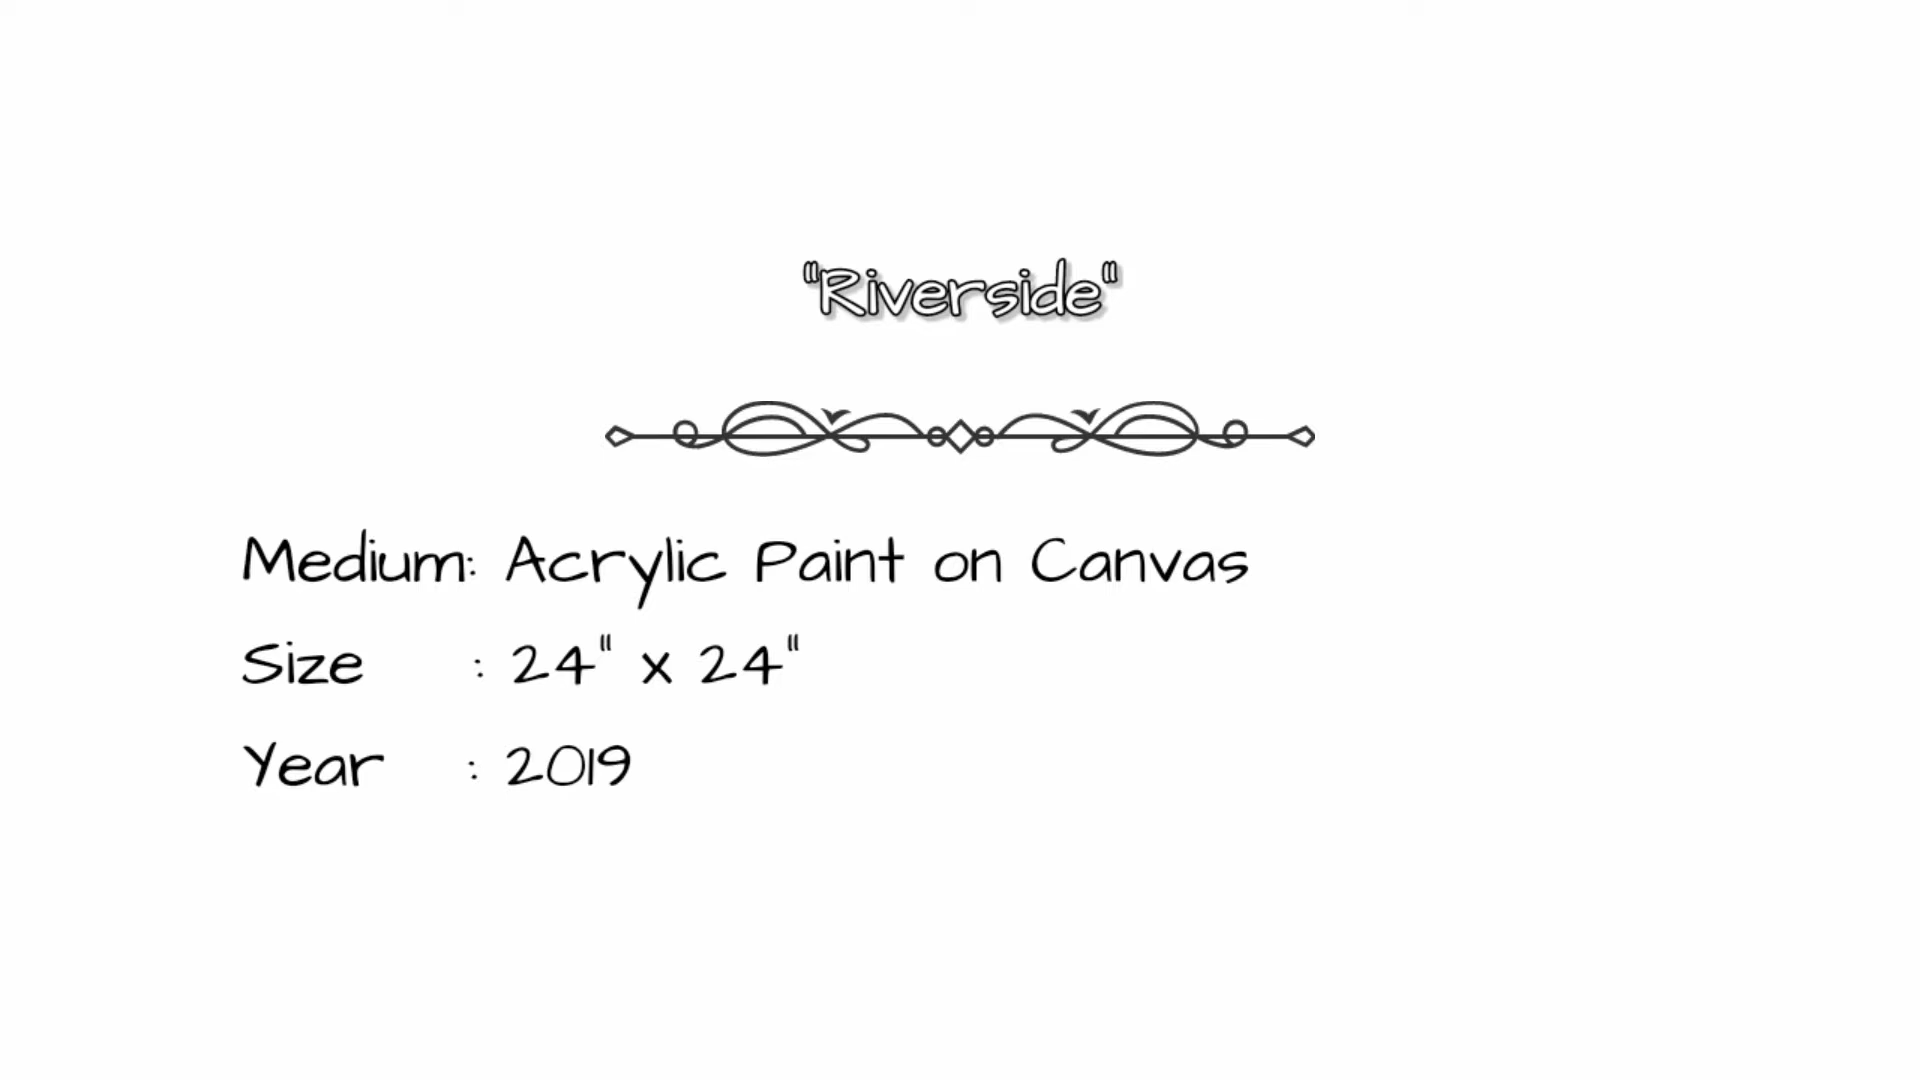 "Riverside"
Medium: Acrylic Paint on Canvas
Size : 24" x 24"
Year : 2019